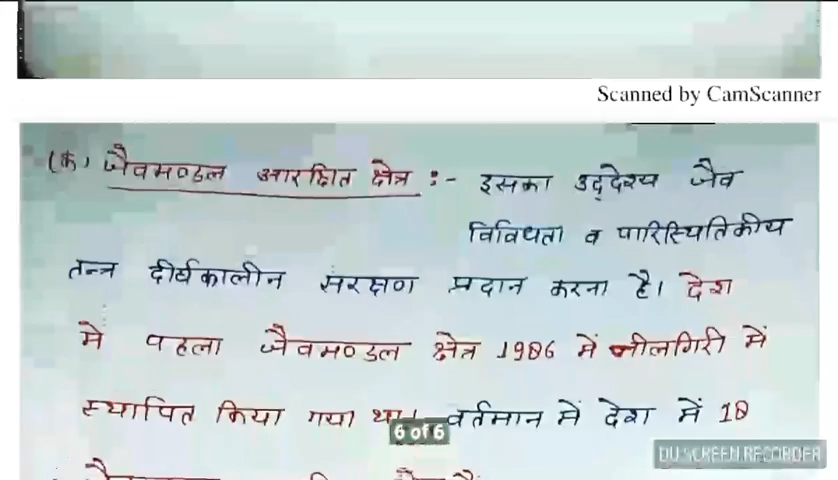 Scanned by CamScanner
(क) जैवमण्डल आरक्षित क्षेत्र :- इसका उद्देश्य जैव
विविधता व पारिस्थितिकीय
तन्त्र दीर्घकालीन संरक्षण प्रदान करना है। देश
मे पहला जैवमण्डल क्षेत्र 1986 में नीलगिरी में
स्थापित किया गया था। वर्तमान में देश में 18
6 of 6
DU SCREEN RECORDER